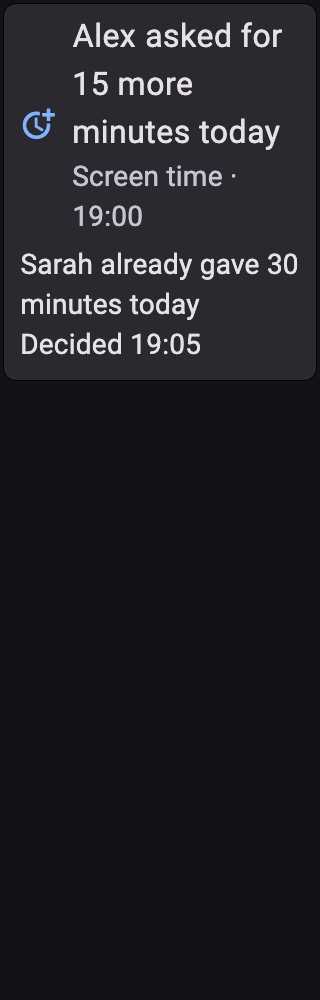 Alex asked for
15 more
minutes today
Screen time ·
19:00
Sarah already gave 30
minutes today
Decided 19:05